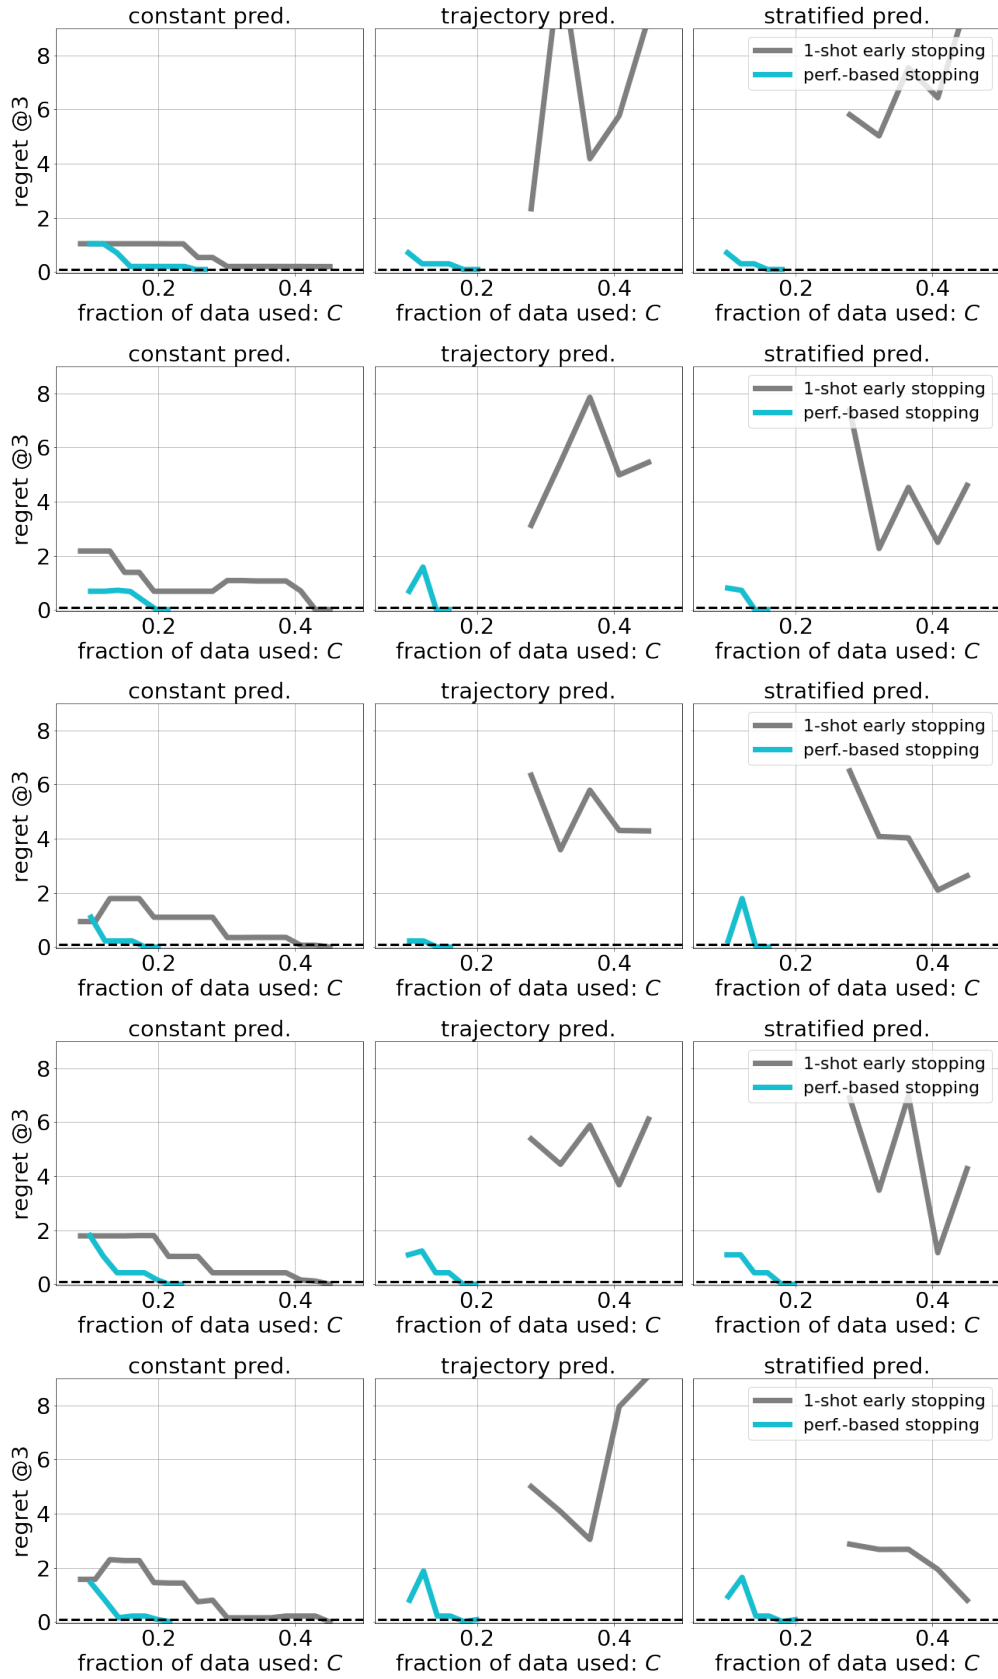 constant pred. trajectory pred. stratified pred.
8 1-shot early stopping
perf.-based stopping
6
regret @3
4
2
0
0.2 0.4 0.2 0.4 0.2 0.4
fraction of data used: C fraction of data used: C fraction of data used: C
constant pred. trajectory pred. stratified pred.
8 1-shot early stopping
perf.-based stopping
6
regret @3
4
2
0
0.2 0.4 0.2 0.4 0.2 0.4
fraction of data used: C fraction of data used: C fraction of data used: C
constant pred. trajectory pred. stratified pred.
8 1-shot early stopping
perf.-based stopping
6
regret @3
4
2
0
0.2 0.4 0.2 0.4 0.2 0.4
fraction of data used: C fraction of data used: C fraction of data used: C
constant pred. trajectory pred. stratified pred.
8 1-shot early stopping
perf.-based stopping
6
regret @3
4
2
0
0.2 0.4 0.2 0.4 0.2 0.4
fraction of data used: C fraction of data used: C fraction of data used: C
constant pred. trajectory pred. stratified pred.
8 1-shot early stopping
perf.-based stopping
6
regret @3
4
2
0
0.2 0.4 0.2 0.4 0.2 0.4
fraction of data used: C fraction of data used: C fraction of data used: C